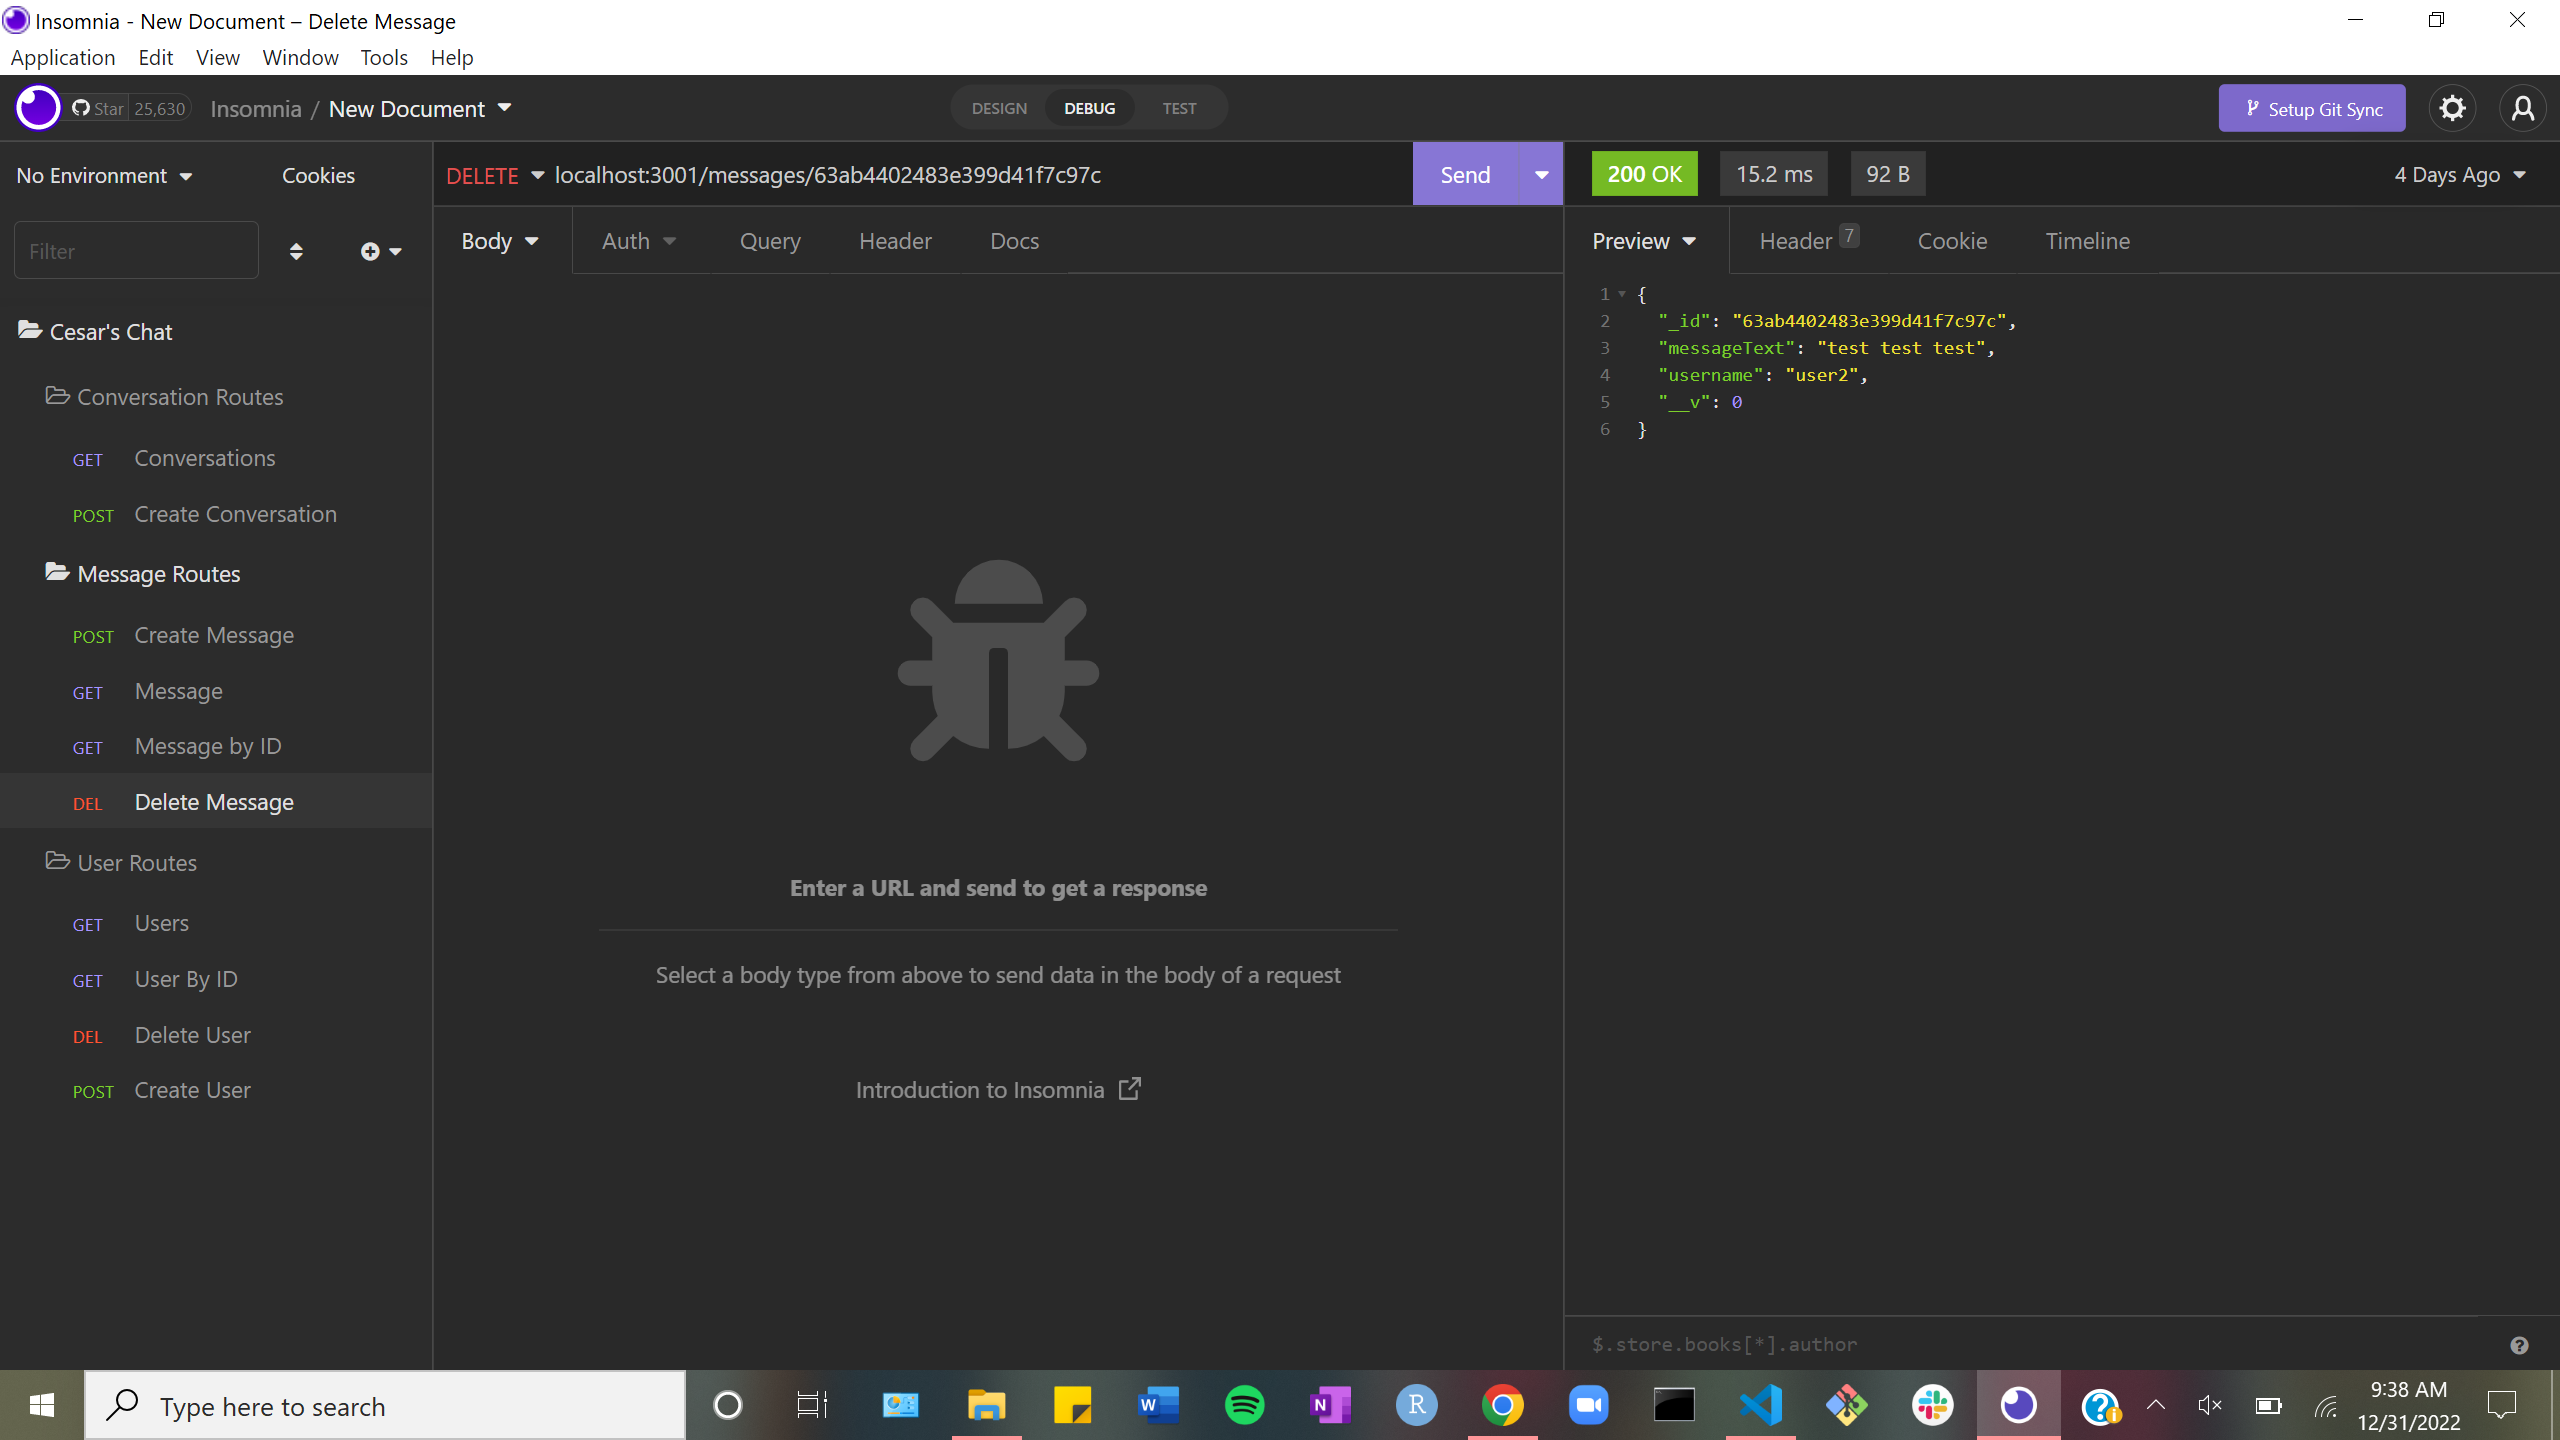 Insomnia - New Document – Delete Message
Application Edit View Window Tools Help
Star 25,630 Insomnia / New Document DESIGN DEBUG TEST Setup Git Sync
No Environment Cookies
Filter
Cesar's Chat
Conversation Routes
GET Conversations
POST Create Conversation
Message Routes
POST Create Message
GET Message
GET Message by ID
DEL Delete Message
User Routes
GET Users
GET User By ID
DEL Delete User
POST Create User
DELETE localhost:3001/messages/63ab4402483e399d41f7c97c Send
Body Auth Query Header Docs
Enter a URL and send to get a response
Select a body type from above to send data in the body of a request
Introduction to Insomnia
200 OK 15.2 ms 92 B 4 Days Ago
Preview Header 7 Cookie Timeline
1 {
2 "_id": "63ab4402483e399d41f7c97c",
3 "messageText": "test test test",
4 "username": "user2",
5 "__v": 0
6 }
$.store.books[*].author
Type here to search
9:38 AM
12/31/2022